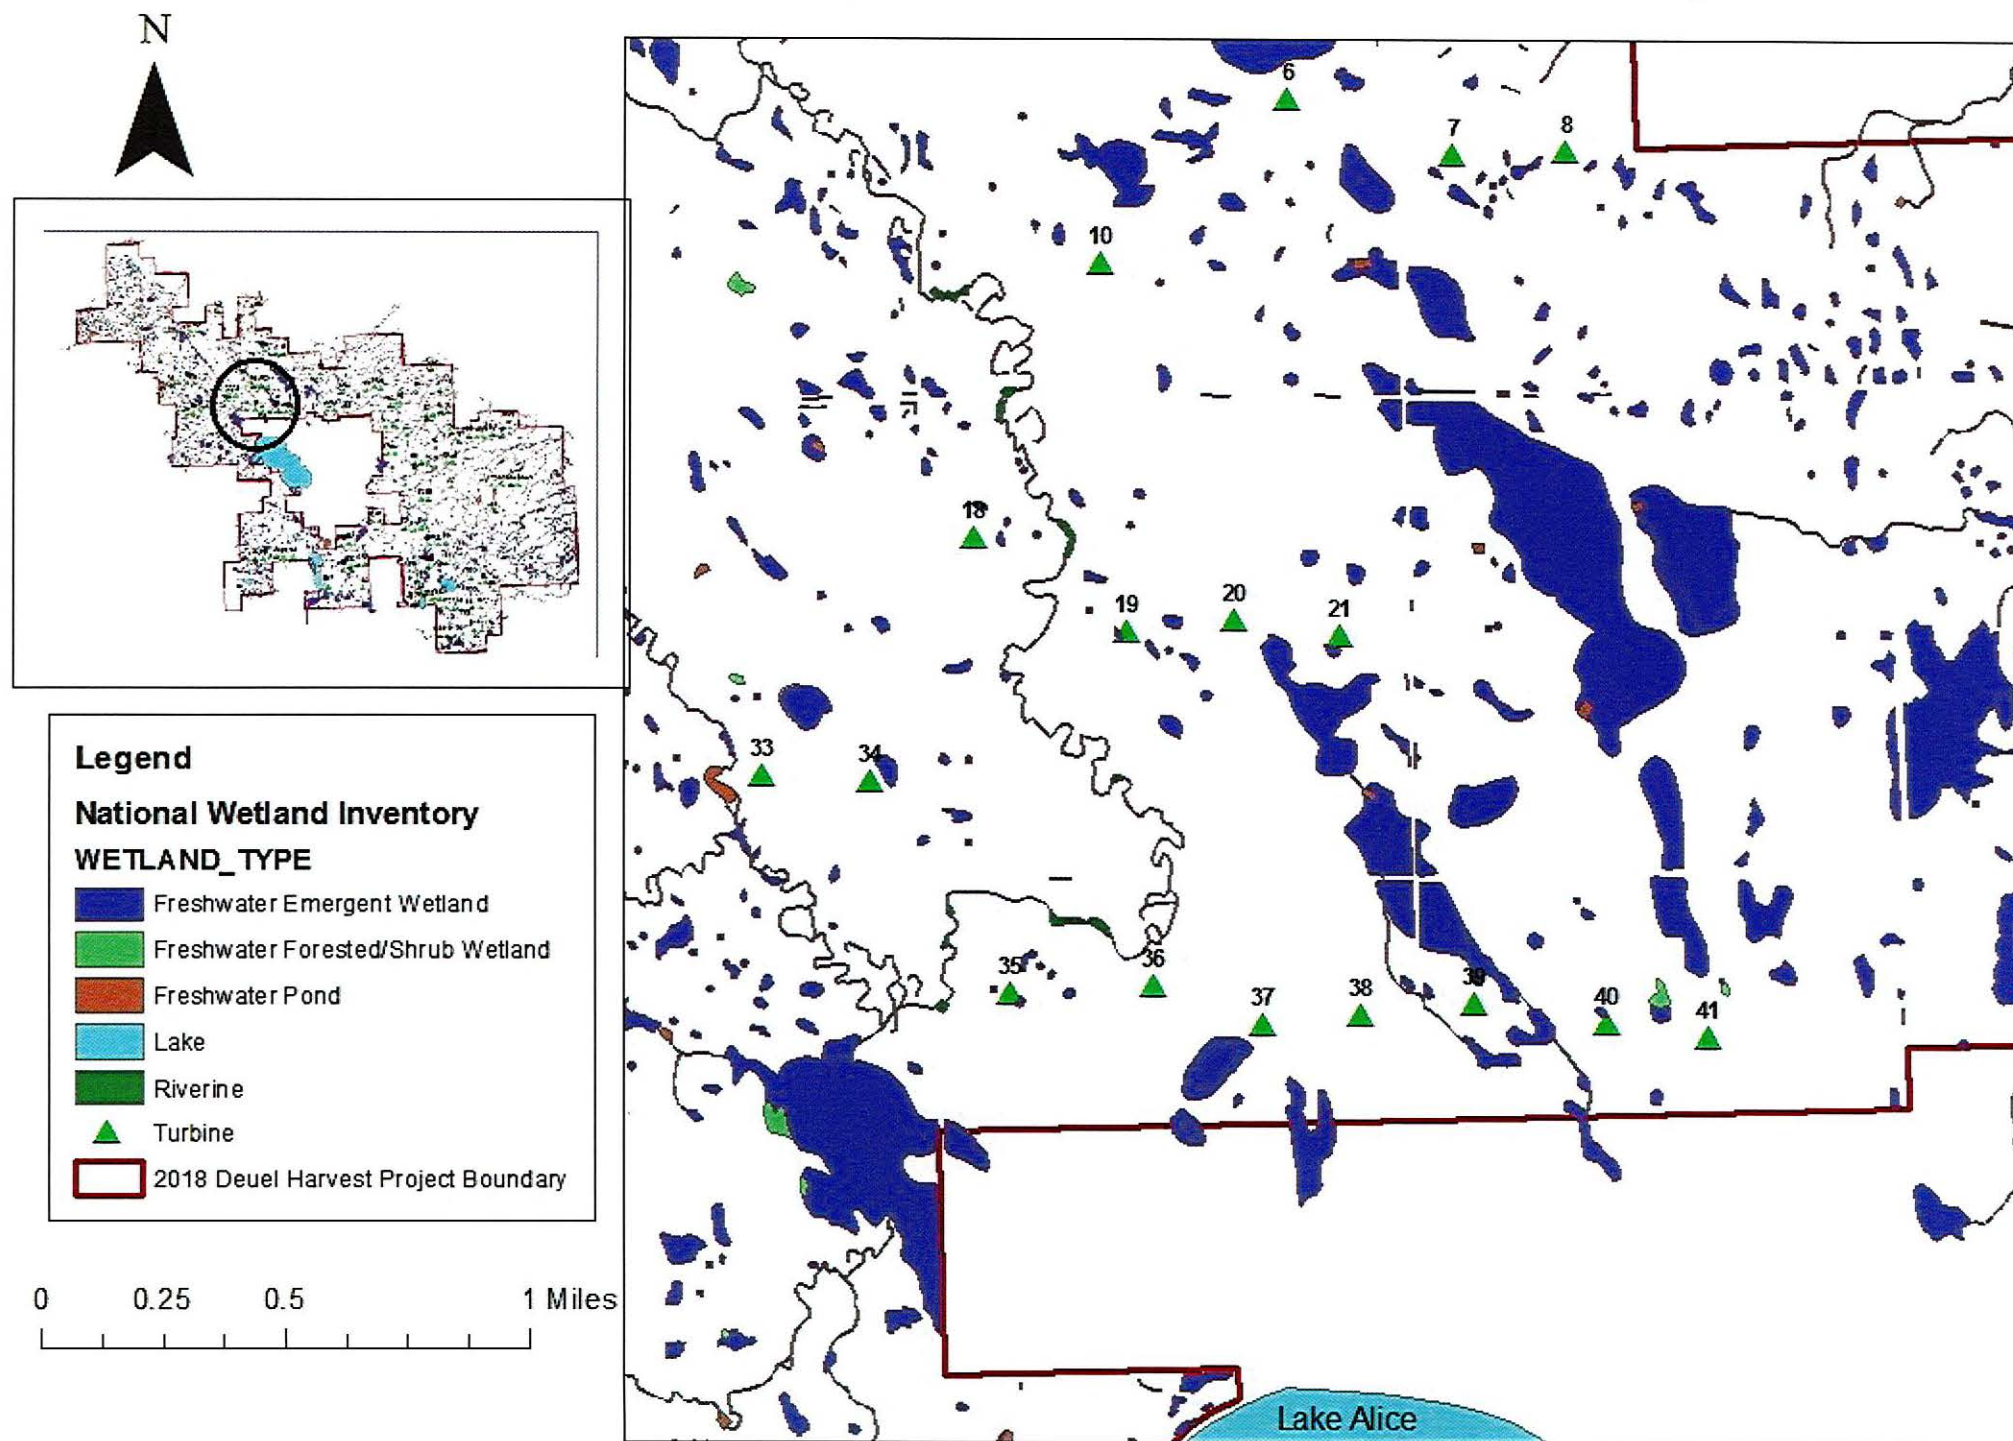 N
6
7
8
10
18
19
20
21
33
34
35
36
37
38
39
40
41
Legend
National Wetland Inventory
WETLAND_TYPE
Freshwater Emergent Wetland
Freshwater Forested/Shrub Wetland
Freshwater Pond
Lake
Riverine
Turbine
2018 Deuel Harvest Project Boundary
0 0.25 0.5 1 Miles
Lake Alice